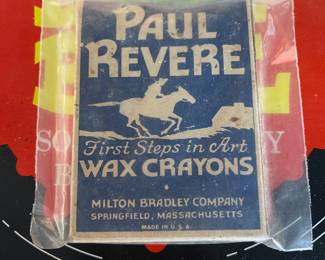 PAUL
REVERE
First Steps in Art
WAX CRAYONS
MILTON BRADLEY COMPANY
SPRINGFIELD, MASSACHUSETTS
MADE IN U.S.A.